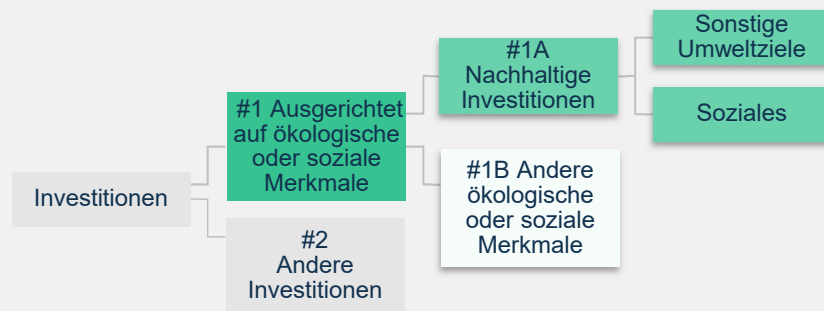 Investitionen
#1 Ausgerichtet
auf ökologische
oder soziale
Merkmale
#2
Andere
Investitionen
#1A
Nachhaltige
Investitionen
#1B Andere
ökologische
oder soziale
Merkmale
Sonstige
Umweltziele
Soziales